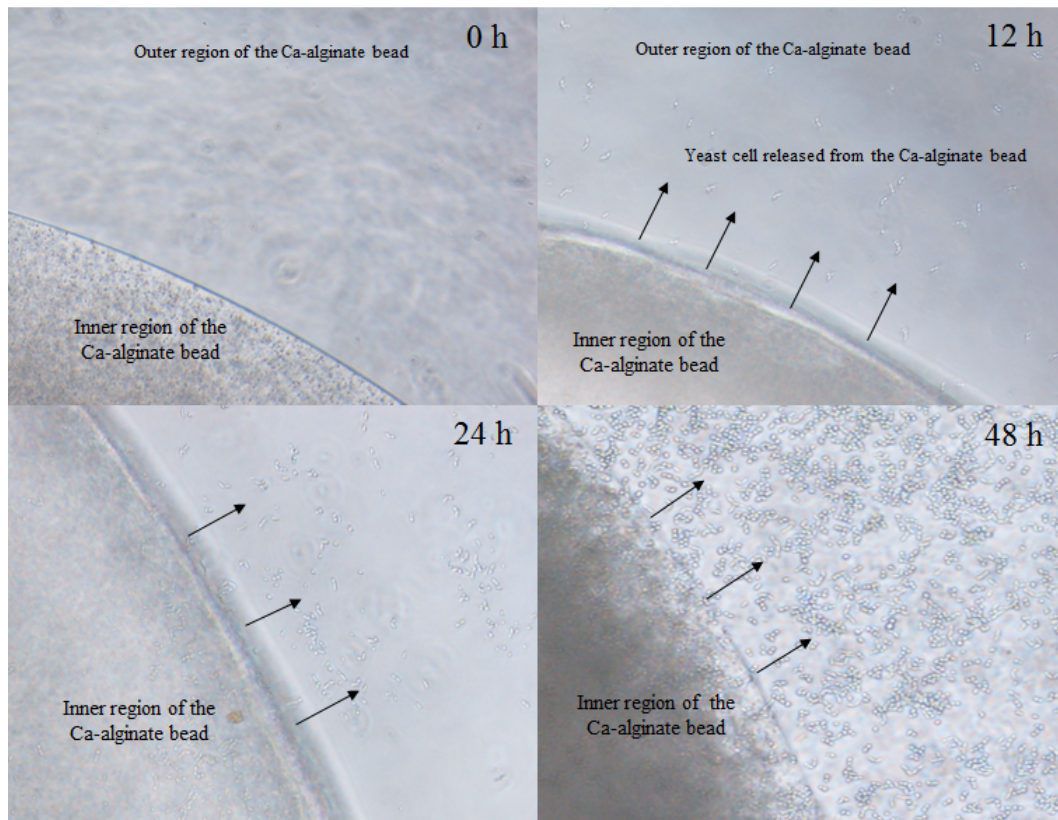 Outer region of the Ca-alginate bead
0 h
Inner region of the
Ca-alginate bead
Outer region of the Ca-alginate bead
12 h
Yeast cell released from the Ca-alginate bead
Inner region of the
Ca-alginate bead
24 h
Inner region of the
Ca-alginate bead
48 h
Inner region of the
Ca-alginate bead